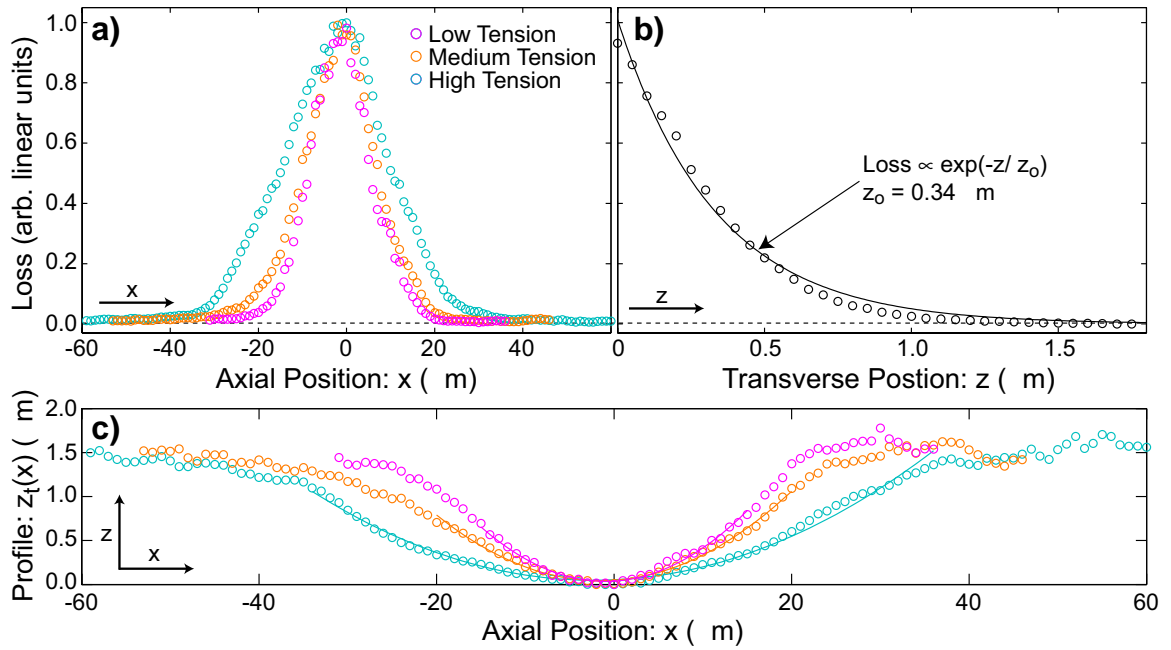 a)
Low Tension
Medium Tension
High Tension
Loss (arb. linear units)
1.0
0.8
0.6
0.4
0.2
0.0
x
-60 -40 -20 0 20 40
Axial Position: x ( m)
b)
Loss ∝ exp(-z/ zo)
zo = 0.34 m
z
0 0.5 1.0 1.5
Transverse Postion: z ( m)
c)
Profile: zt(x) ( m)
2.0
1.5
1.0
0.5
0.0
z
x
-60 -40 -20 0 20 40 60
Axial Position: x ( m)